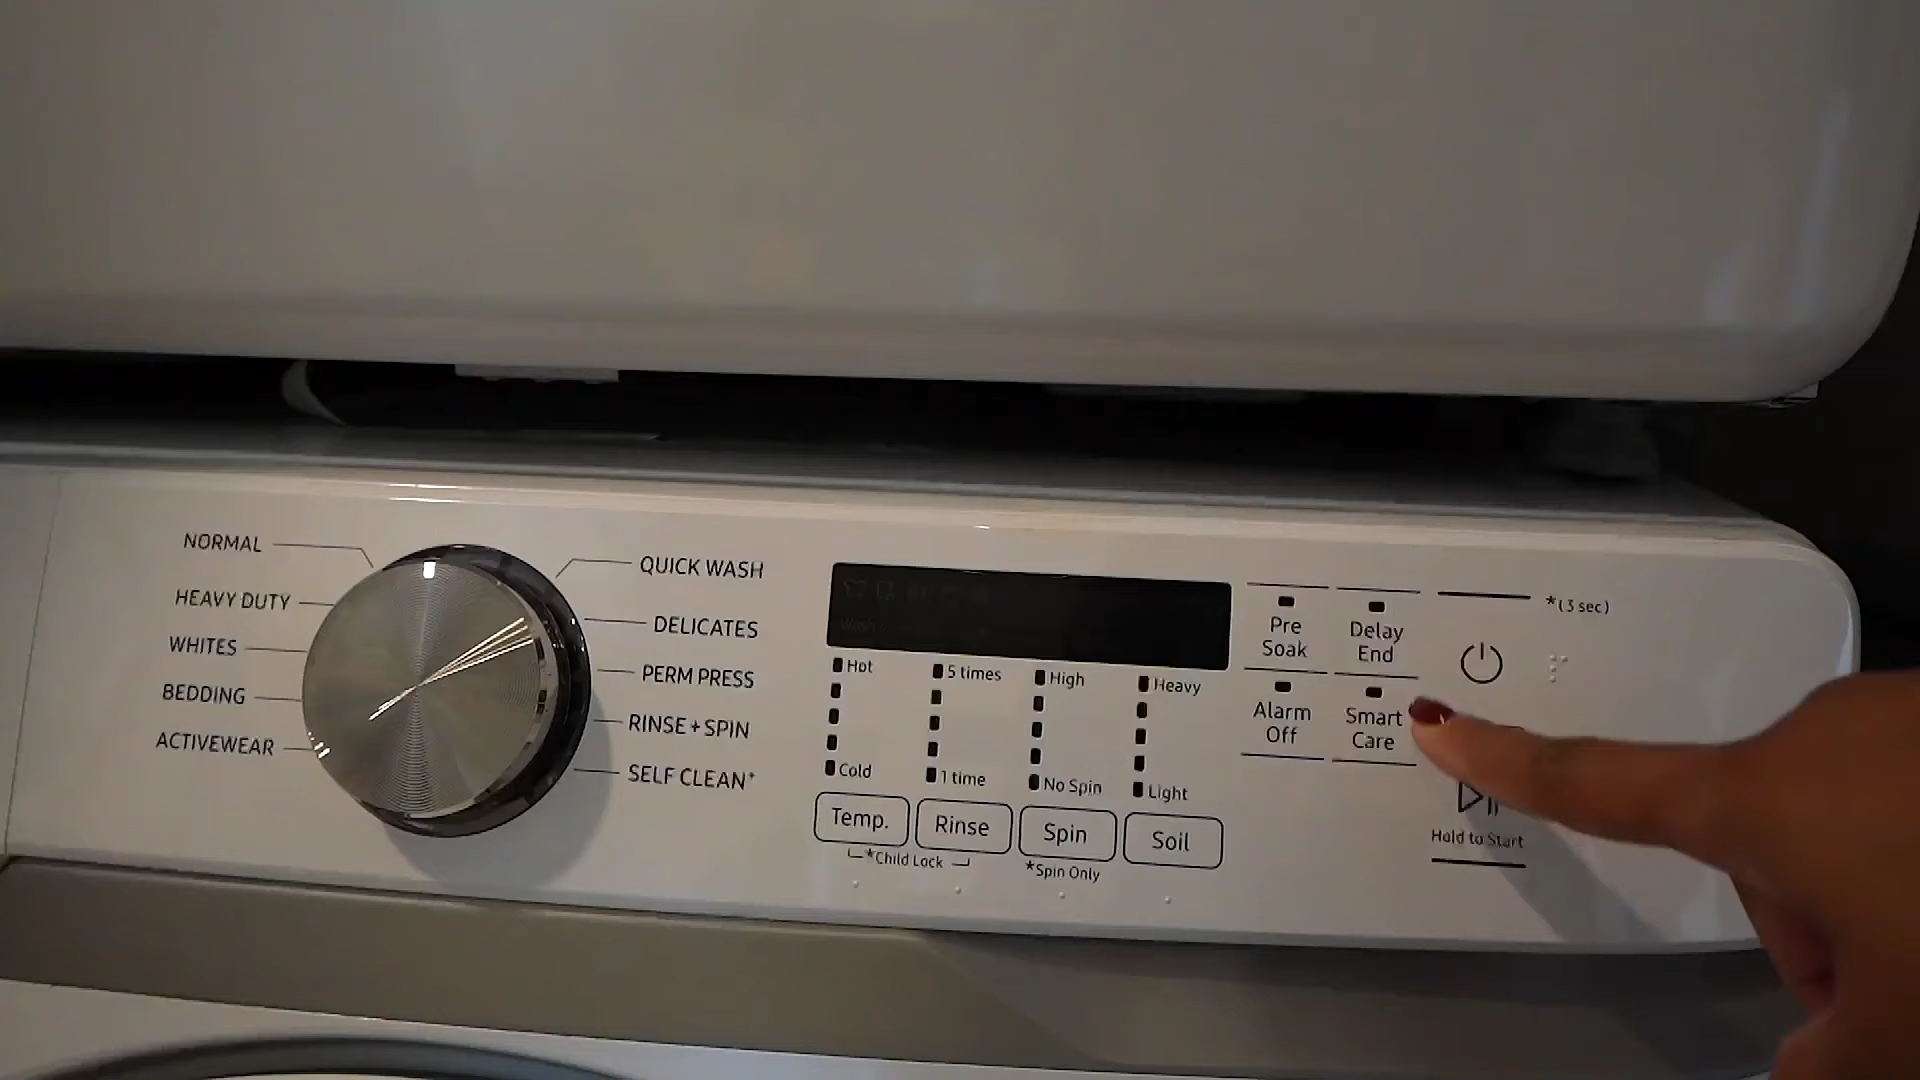 NORMAL
HEAVY DUTY
WHITES
BEDDING
ACTIVEWEAR
QUICK WASH
DELICATES
PERM PRESS
RINSE + SPIN
SELF CLEAN+
Wash
Hot
Cold
5 times
1 time
High
No Spin
Heavy
Light
Temp.
Rinse
Spin
Soil
*Child Lock
*Spin Only
Pre
Soak
Delay
End
Alarm
Off
Smart
Care
*(3 sec)
Hold to Start